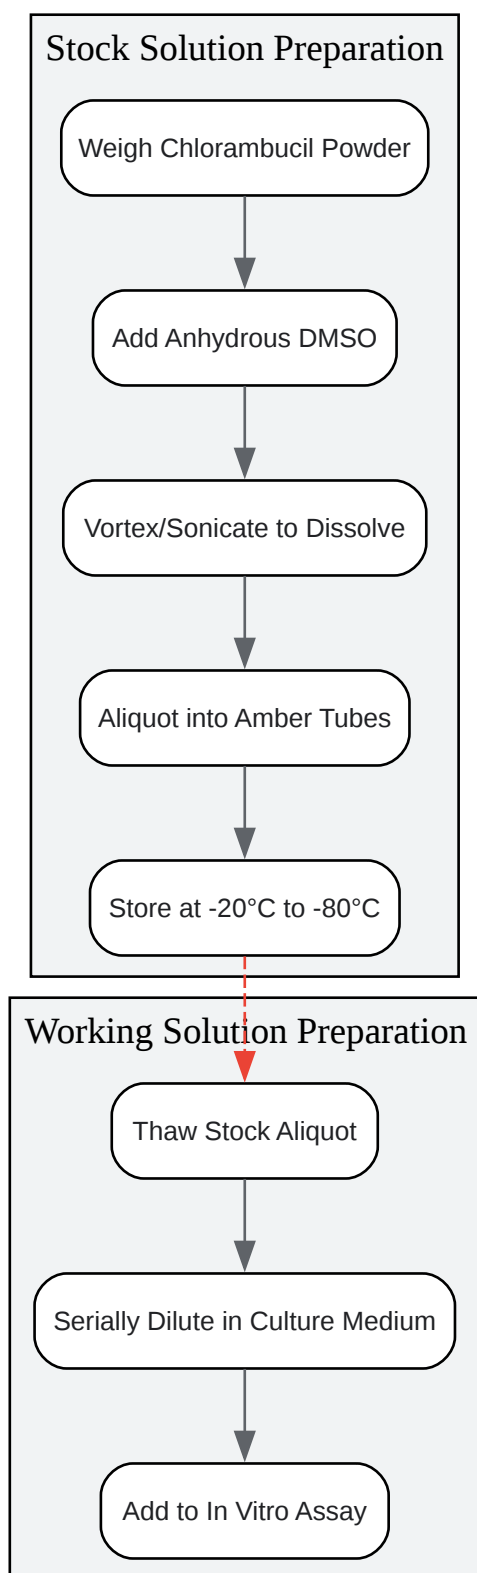 Stock Solution Preparation
Weigh Chlorambucil Powder
Add Anhydrous DMSO
Vortex/Sonicate to Dissolve
Aliquot into Amber Tubes
Store at -20°C to -80°C
Working Solution Preparation
Thaw Stock Aliquot
Serially Dilute in Culture Medium
Add to In Vitro Assay